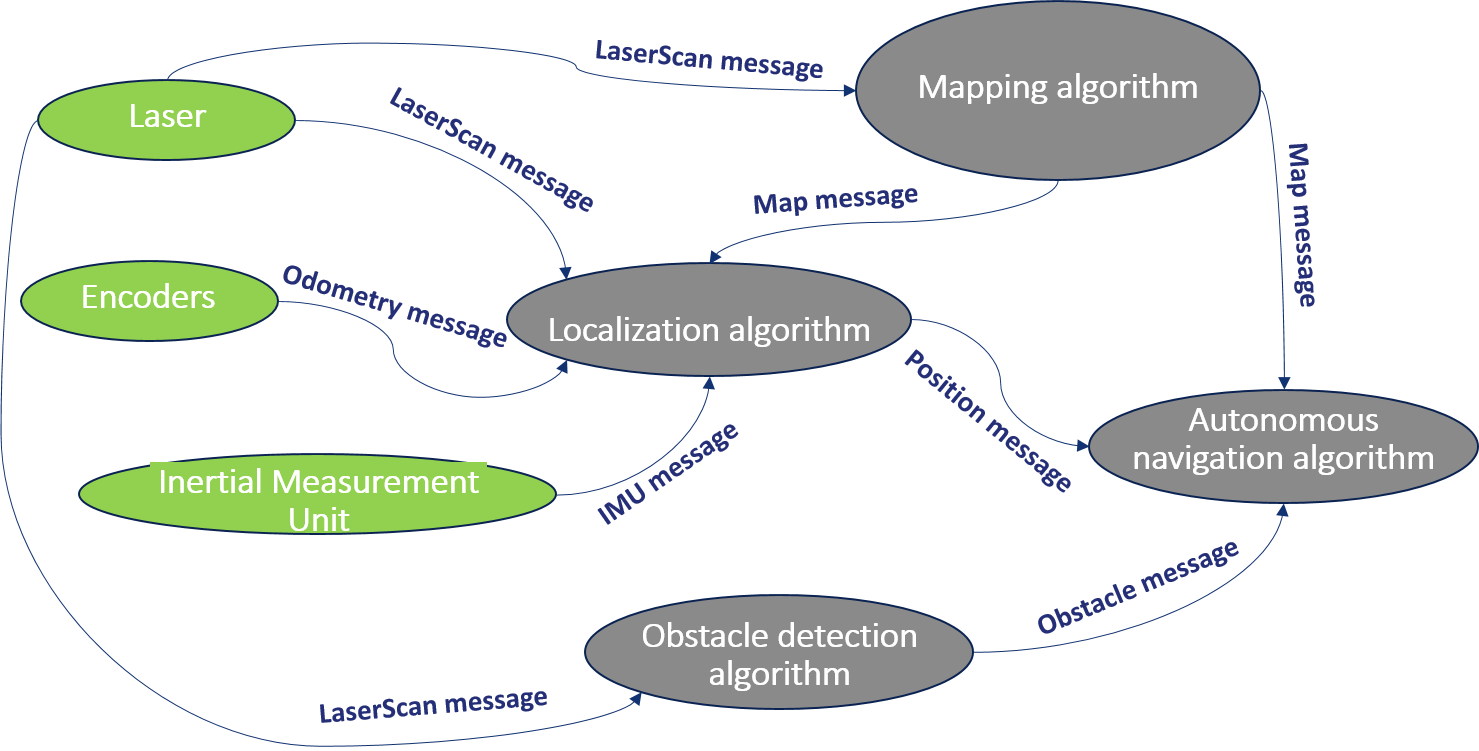 LaserScan message
Mapping algorithm
Laser
LaserScan message
Map message
Map message
Encoders
Odometry message
Localization algorithm
Position message
Autonomous
navigation algorithm
Inertial Measurement
Unit
IMU message
Obstacle message
Obstacle detection
algorithm
LaserScan message